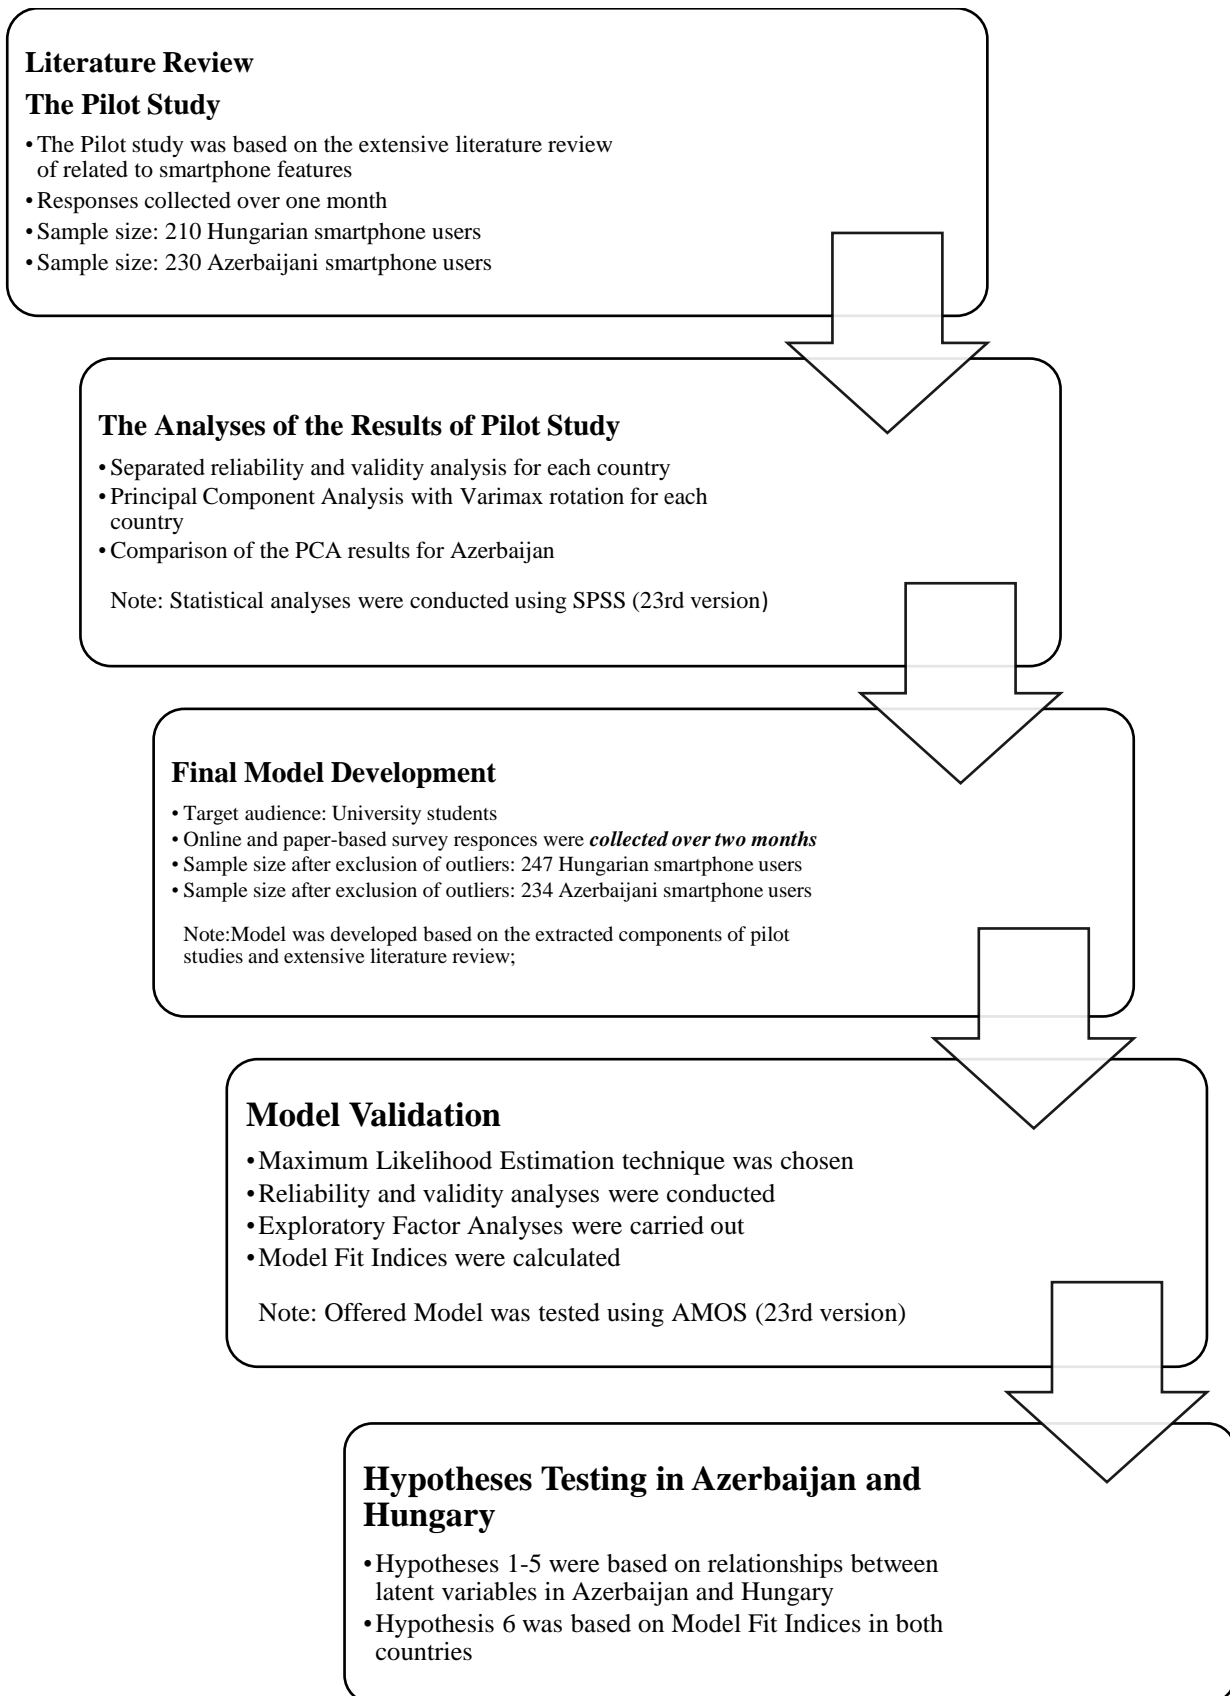 Literature Review
The Pilot Study
• The Pilot study was based on the extensive literature review
of related to smartphone features
• Responses collected over one month
• Sample size: 210 Hungarian smartphone users
• Sample size: 230 Azerbaijani smartphone users
The Analyses of the Results of Pilot Study
• Separated reliability and validity analysis for each country
• Principal Component Analysis with Varimax rotation for each
country
• Comparison of the PCA results for Azerbaijan
Note: Statistical analyses were conducted using SPSS (23rd version)
Final Model Development
• Target audience: University students
• Online and paper-based survey responces were collected over two months
• Sample size after exclusion of outliers: 247 Hungarian smartphone users
• Sample size after exclusion of outliers: 234 Azerbaijani smartphone users
Note:Model was developed based on the extracted components of pilot
studies and extensive literature review;
Model Validation
• Maximum Likelihood Estimation technique was chosen
• Reliability and validity analyses were conducted
• Exploratory Factor Analyses were carried out
• Model Fit Indices were calculated
Note: Offered Model was tested using AMOS (23rd version)
Hypotheses Testing in Azerbaijan and
Hungary
• Hypotheses 1-5 were based on relationships between
latent variables in Azerbaijan and Hungary
• Hypothesis 6 was based on Model Fit Indices in both
countries